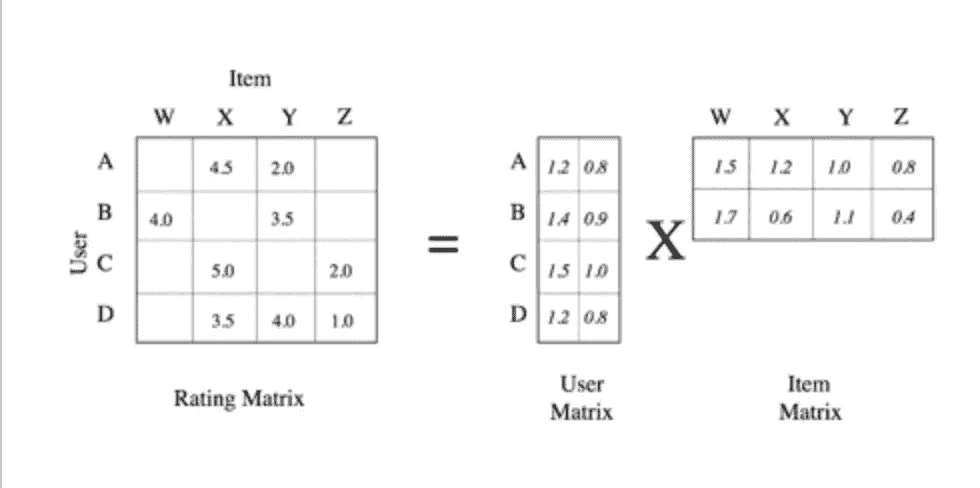 Item
W X Y Z
A 4.5 2.0
B 4.0 3.5
C 5.0 2.0
D 3.5 4.0 1.0
User
Rating Matrix
=
A 1.2 0.8
B 1.4 0.9
C 1.5 1.0
D 1.2 0.8
User
Matrix
X
W X Y Z
1.5 1.2 1.0 0.8
1.7 0.6 1.1 0.4
Item
Matrix